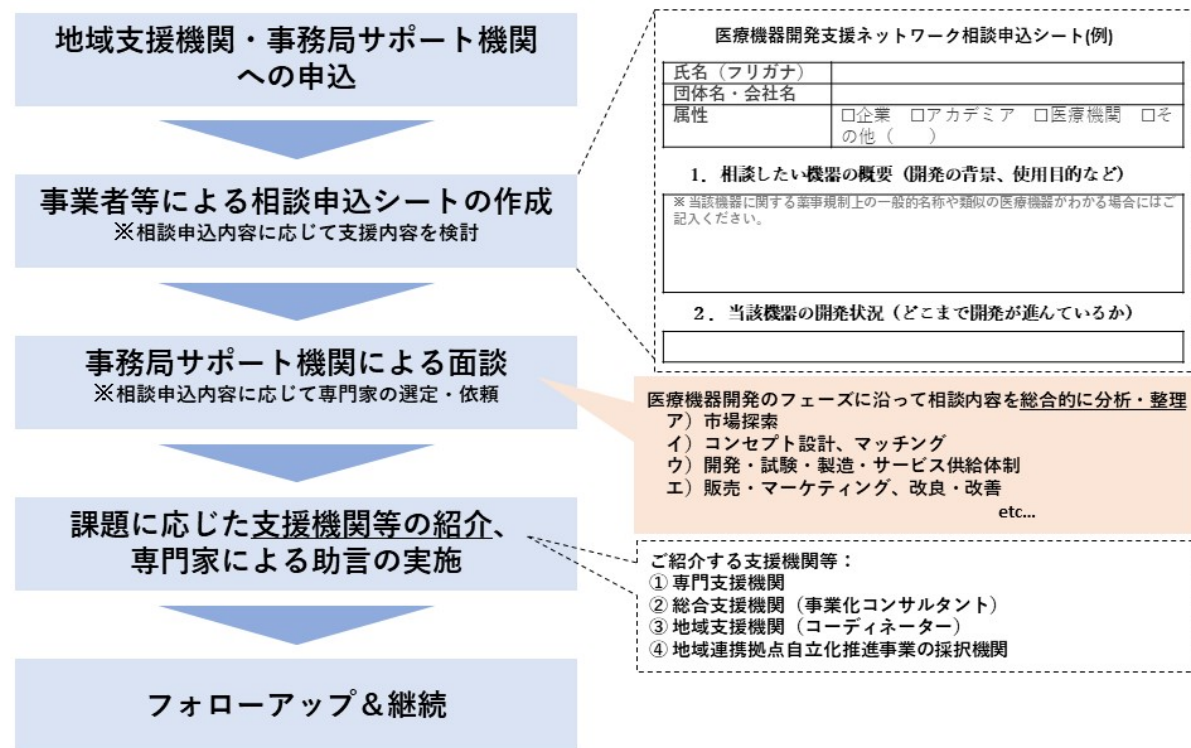 地域支援機関・事務局サポート機関
への申込
事業者等による相談申込シートの作成
※相談申込内容に応じて支援内容を検討
事務局サポート機関による面談
※相談申込内容に応じて専門家の選定・依頼
課題に応じた支援機関等の紹介、
専門家による助言の実施
フォローアップ＆継続
医療機器開発支援ネットワーク相談申込シート(例)
氏名（フリガナ）
団体名・会社名
属性
口企業　口アカデミア　口医療機関　口そ
の他（　　）
1．相談したい機器の概要（開発の背景、使用目的など）
※当該機器に関する薬事規制上の一般的名称や類似の医療機器がわかる場合にはご
記入ください。
2．当該機器の開発状況（どこまで開発が進んでいるか）
医療機器開発のフェーズに沿って相談内容を総合的に分析・整理
ア）市場探索
イ）コンセプト設計、マッチング
ウ）開発・試験・製造・サービス供給体制
エ）販売・マーケティング、改良・改善
etc...
ご紹介する支援機関等：
① 専門支援機関
② 総合支援機関（事業化コンサルタント）
③ 地域支援機関（コーディネーター）
④ 地域連携拠点自立化推進事業の採択機関